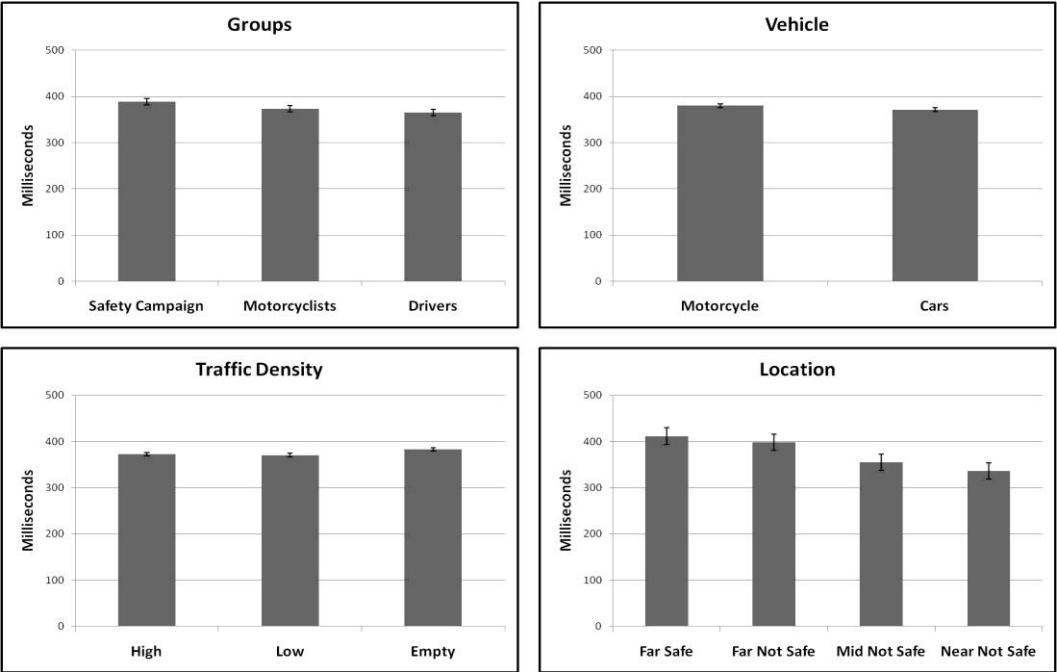 Groups
500
400
300
200
100
0
Milliseconds
Safety Campaign Motorcyclists Drivers
Vehicle
500
400
300
200
100
0
Milliseconds
Motorcycle Cars
Traffic Density
500
400
300
200
100
0
Milliseconds
High Low Empty
Location
500
400
300
200
100
0
Milliseconds
Far Safe Far Not Safe Mid Not Safe Near Not Safe